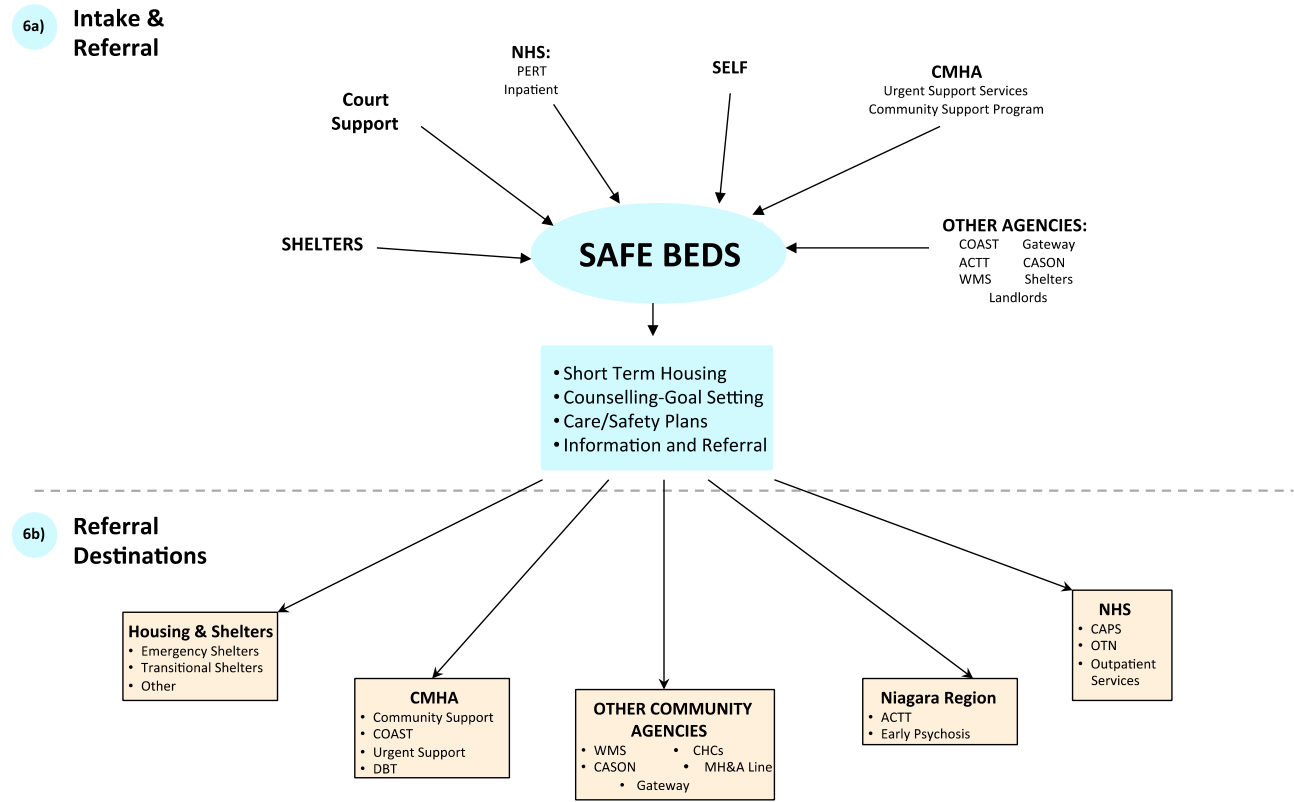 6a)
Intake &
Referral
Court
Support
NHS:
PERT
Inpatient
SELF
CMHA
Urgent Support Services
Community Support Program
SHELTERS
SAFE BEDS
OTHER AGENCIES:
COAST Gateway
ACTT CASON
WMS Shelters
Landlords
• Short Term Housing
• Counselling-Goal Setting
• Care/Safety Plans
• Information and Referral
6b)
Referral
Destinations
Housing & Shelters
• Emergency Shelters
• Transitional Shelters
• Other
CMHA
• Community Support
• COAST
• Urgent Support
• DBT
OTHER COMMUNITY
AGENCIES
• WMS • CHCs
• CASON • MH&A Line
• Gateway
Niagara Region
• ACTT
• Early Psychosis
NHS
• CAPS
• OTN
• Outpatient
Services